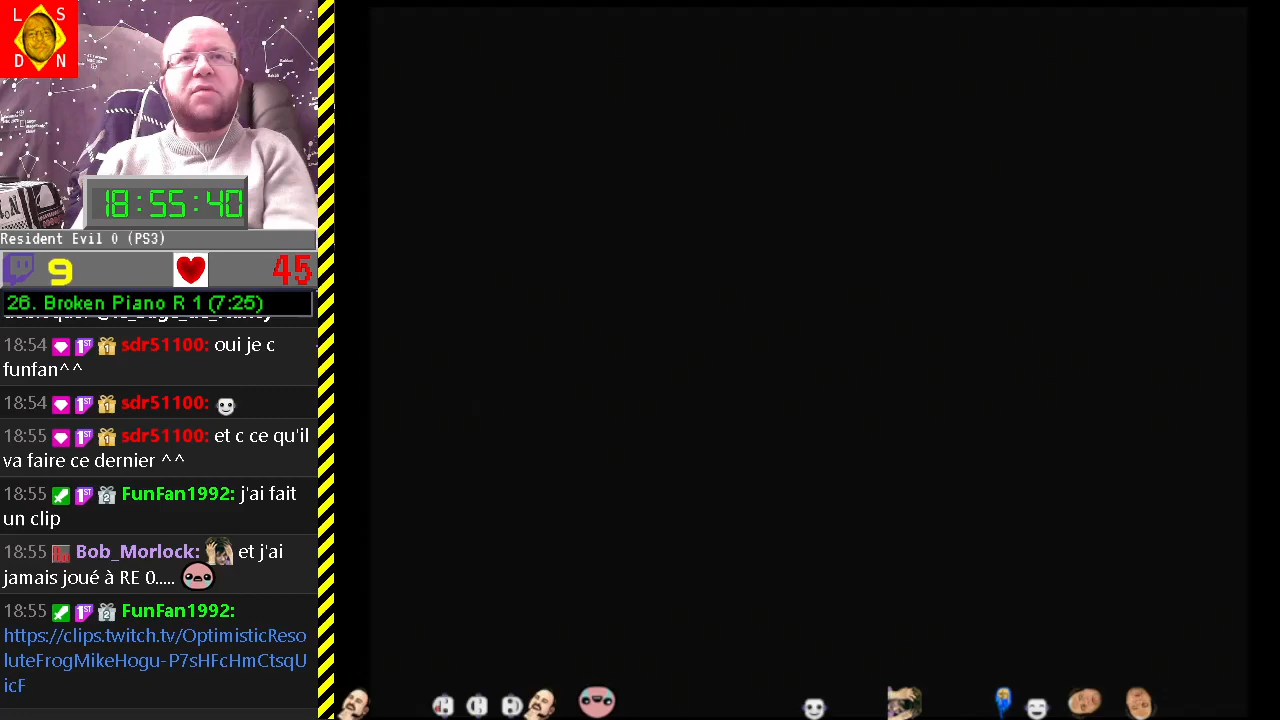 L S
D N
18:55:40
Resident Evil 0 (PS3)
9 45
26. Broken Piano R 1 (7:25)
18:54 sdr51100: oui je c
funfan^^
18:54 sdr51100:
18:55 sdr51100: et c ce qu'il
va faire ce dernier ^^
18:55 FunFan1992: j'ai fait
un clip
18:55 Bob_Morlock: et j'ai
jamais joué à RE 0.....
18:55 FunFan1992:
https://clips.twitch.tv/OptimisticReso
luteFrogMikeHogu-P7sHFcHmCtsqU
icF